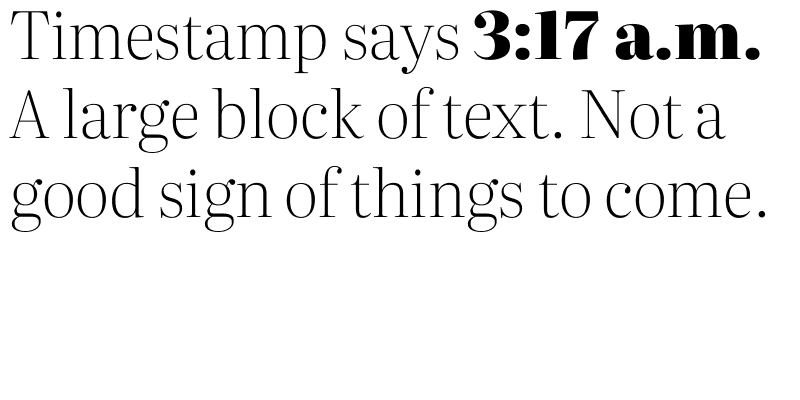 Timestamp says 3:17 a.m.
A large block of text. Not a
good sign of things to come.